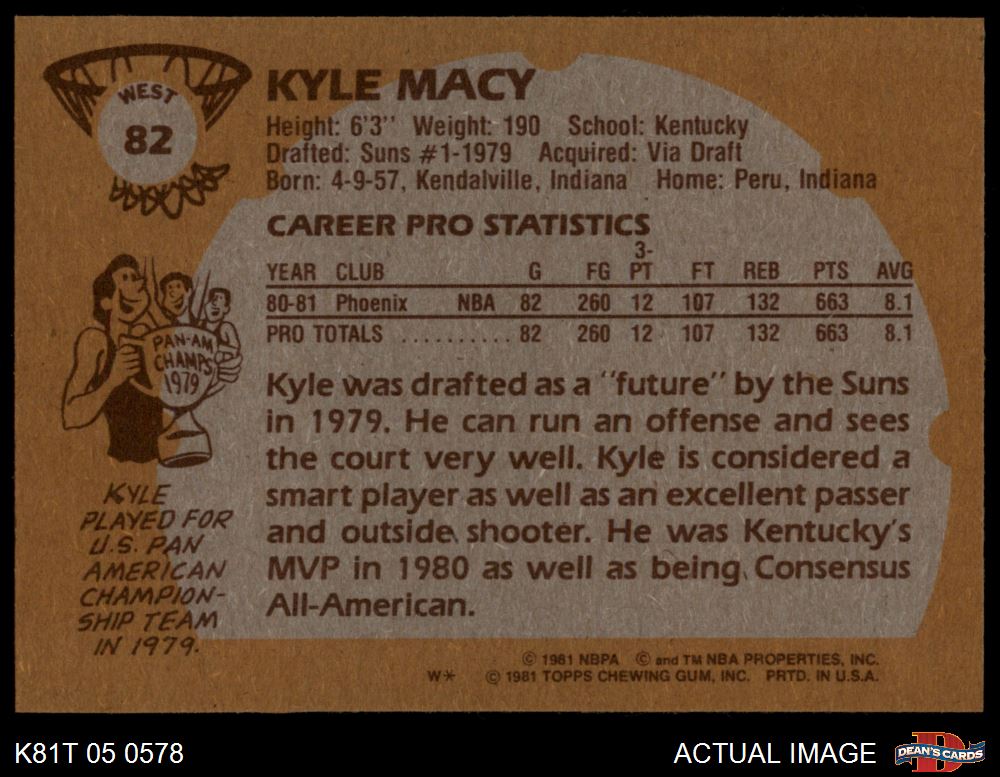 WEST
82
KYLE MACY
Height: 6'3'' Weight: 190 School: Kentucky
Drafted: Suns #1-1979 Acquired: Via Draft
Born: 4-9-57, Kendalville, Indiana Home: Peru, Indiana
CAREER PRO STATISTICS
YEAR CLUB G FG 3-PT FT REB PTS AVG
80-81 Phoenix NBA 82 260 12 107 132 663 8.1
PRO TOTALS .......... 82 260 12 107 132 663 8.1
PAN-AM
CHAMPS
1979
Kyle was drafted as a "future" by the Suns
in 1979. He can run an offense and sees
the court very well. Kyle is considered a
smart player as well as an excellent passer
and outside shooter. He was Kentucky's
MVP in 1980 as well as being Consensus
All-American.
KYLE
PLAYED FOR
U.S. PAN
AMERICAN
CHAMPION-
SHIP TEAM
IN 1979.
© 1981 NBPA © and TM NBA PROPERTIES, INC.
W* © 1981 TOPPS CHEWING GUM, INC. PRTD. IN U.S.A.
K81T 05 0578
ACTUAL IMAGE
D
DEAN'S CARDS